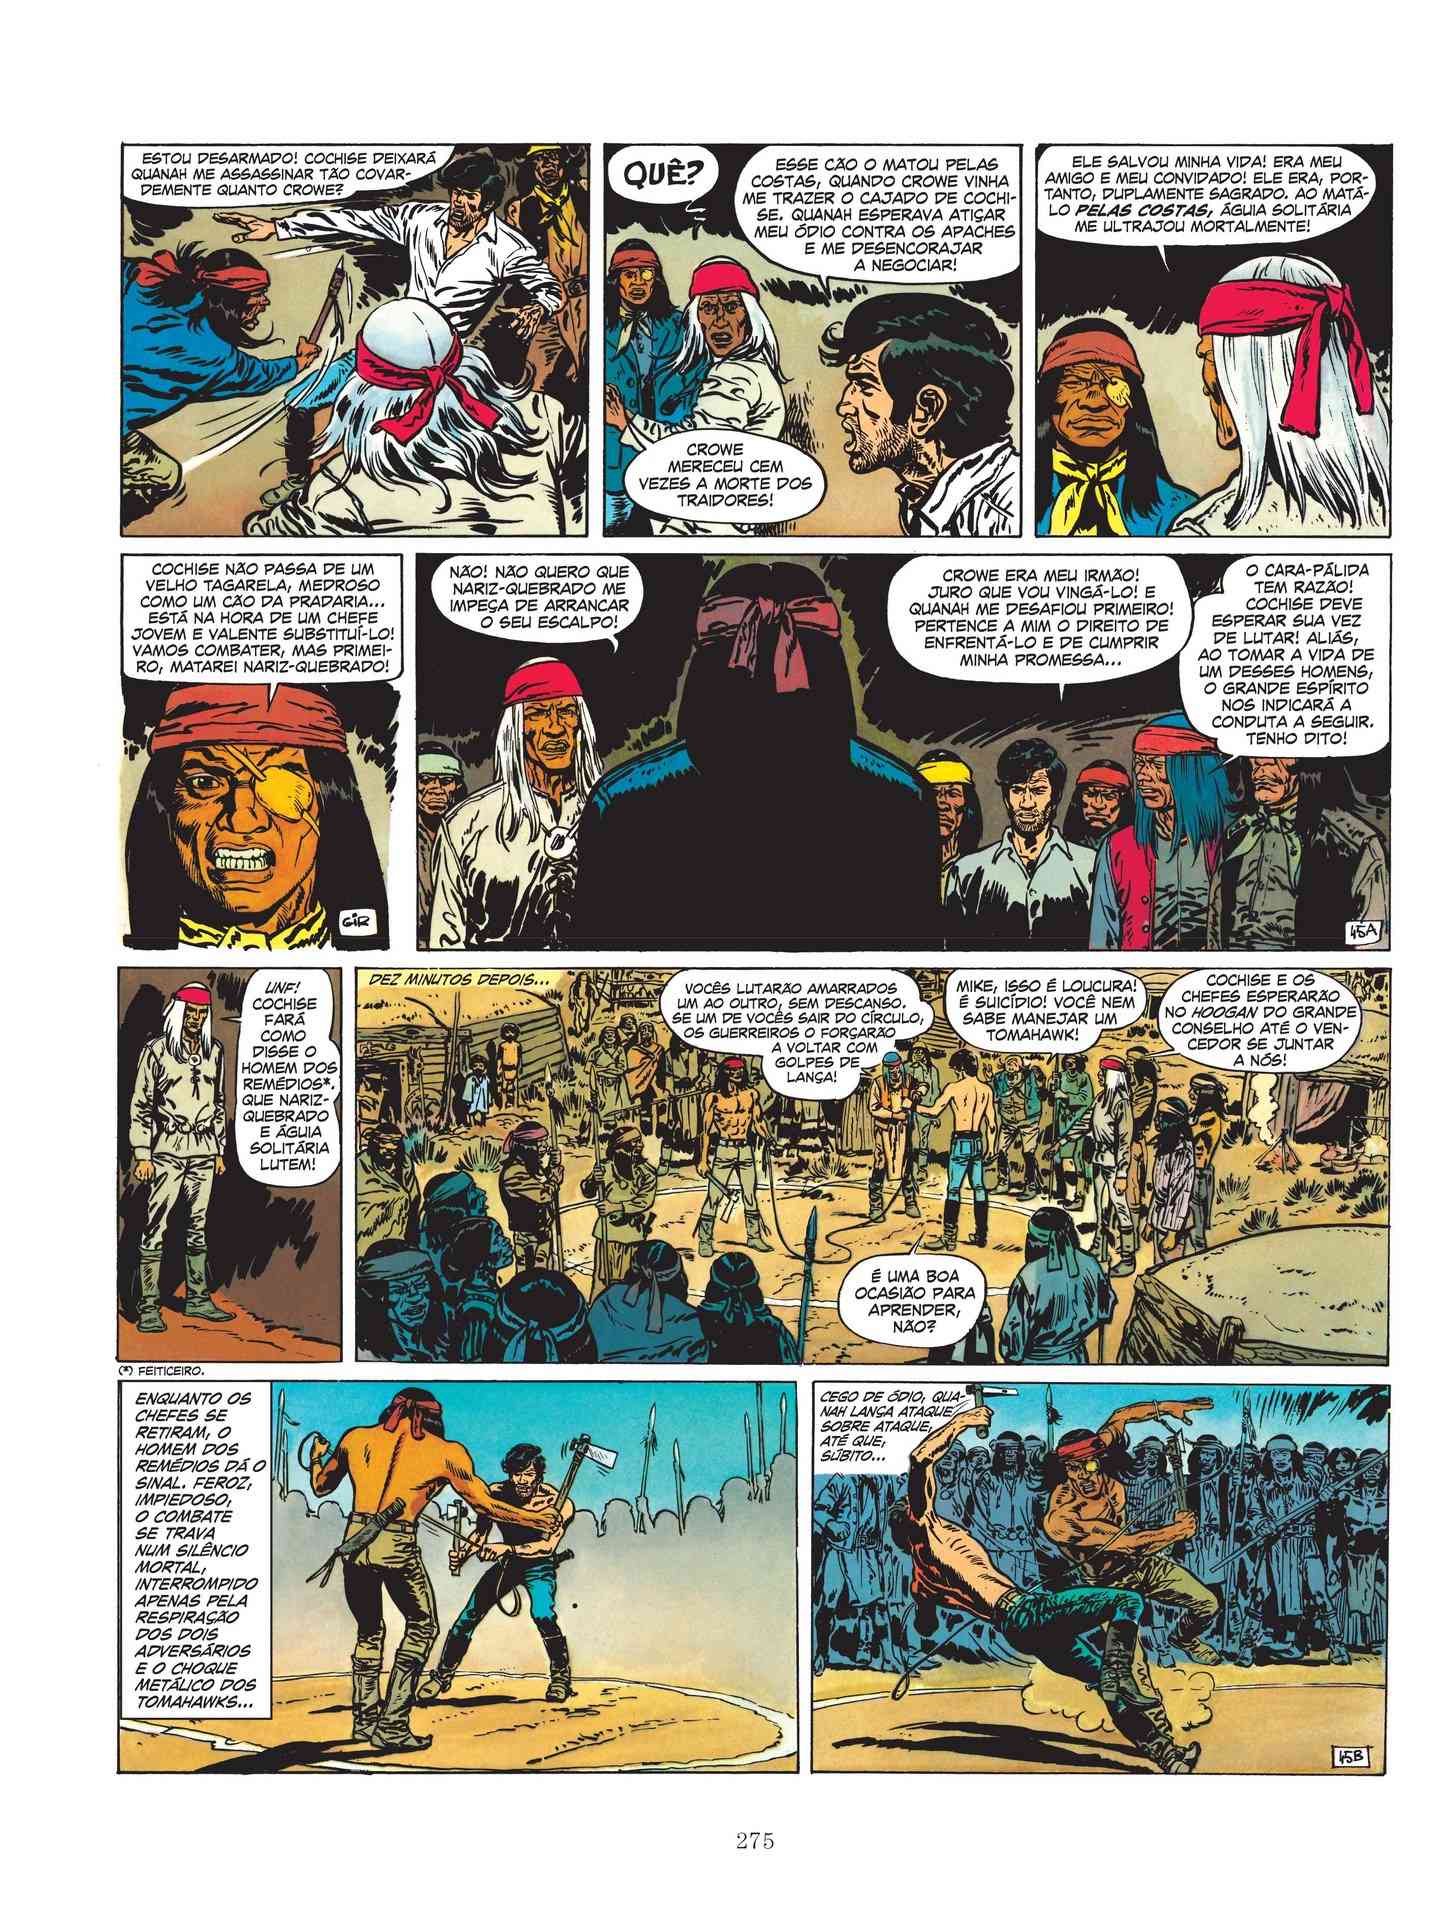 ESTOU DESARMADO! COCHISE DEIXARÁ
QUANAH ME ASSASSINAR TÃO COVAR-
DEMENTE QUANTO CROWE?
QUÊ?
ESSE CÃO O MATOU PELAS
COSTAS, QUANDO CROWE VINHA
ME TRAZER O CAJADO DE COCHI-
SE. QUANAH ESPERAVA ATIÇAR
MEU ÓDIO CONTRA OS APACHES
E ME DESENCORAJAR
A NEGOCIAR!
CROWE
MERECEU CEM
VEZES A MORTE DOS
TRAIDORES!
ELE SALVOU MINHA VIDA! ERA MEU
AMIGO E MEU CONVIDADO! ELE ERA, POR-
TANTO, DUPLAMENTE SAGRADO. AO MATÁ-
LO PELAS COSTAS, ÁGUIA SOLITÁRIA
ME ULTRAJOU MORTALMENTE!
COCHISE NÃO PASSA DE UM
VELHO TAGARELA, MEDROSO
COMO UM CÃO DA PRADARIA...
ESTÁ NA HORA DE UM CHEFE
JOVEM E VALENTE SUBSTITUÍ-LO!
VAMOS COMBATER, MAS PRIMEI-
RO, MATAREI NARIZ-QUEBRADO!
GIR
NÃO! NÃO QUERO QUE
NARIZ-QUEBRADO ME
IMPEÇA DE ARRANCAR
O SEU ESCALPO!
CROWE ERA MEU IRMÃO!
JURO QUE VOU VINGÁ-LO! E
QUANAH ME DESAFIOU PRIMEIRO!
PERTENCE A MIM O DIREITO DE
ENFRENTÁ-LO E DE CUMPRIR
MINHA PROMESSA...
O CARA-PÁLIDA
TEM RAZÃO!
COCHISE DEVE
ESPERAR SUA VEZ
DE LUTAR! ALIÁS,
AO TOMAR A VIDA DE
UM DESSES HOMENS,
O GRANDE ESPÍRITO
NOS INDICARÁ A
CONDUTA A SEGUIR.
TENHO DITO!
45A
UNF!
COCHISE
FARÁ
COMO
DISSE O
HOMEM DOS
REMÉDIOS*.
QUE NARIZ-
QUEBRADO
E ÁGUIA
SOLITÁRIA
LUTEM!
DEZ MINUTOS DEPOIS...
VOCÊS LUTARÃO AMARRADOS
UM AO OUTRO, SEM DESCANSO.
SE UM DE VOCÊS SAIR DO CÍRCULO,
OS GUERREIROS O FORÇARÃO
A VOLTAR COM
GOLPES DE
LANÇA!
MIKE, ISSO É LOUCURA!
É SUICÍDIO! VOCÊ NEM
SABE MANEJAR UM
TOMAHAWK!
COCHISE E OS
CHEFES ESPERARÃO
NO HOOGAN DO GRANDE
CONSELHO ATÉ O VEN-
CEDOR SE JUNTAR
A NÓS!
É UMA BOA
OCASIÃO PARA
APRENDER,
NÃO?
(*) FEITICEIRO.
ENQUANTO OS
CHEFES SE
RETIRAM, O
HOMEM DOS
REMÉDIOS DÁ O
SINAL. FEROZ,
IMPIEDOSO,
O COMBATE
SE TRAVA
NUM SILÊNCIO
MORTAL,
INTERROMPIDO
APENAS PELA
RESPIRAÇÃO
DOS DOIS
ADVERSÁRIOS
E O CHOQUE
METÁLICO DOS
TOMAHAWKS...
CEGO DE ÓDIO, QUA-
NAH LANÇA ATAQUE
SOBRE ATAQUE,
ATÉ QUE,
SÚBITO...
45B
275